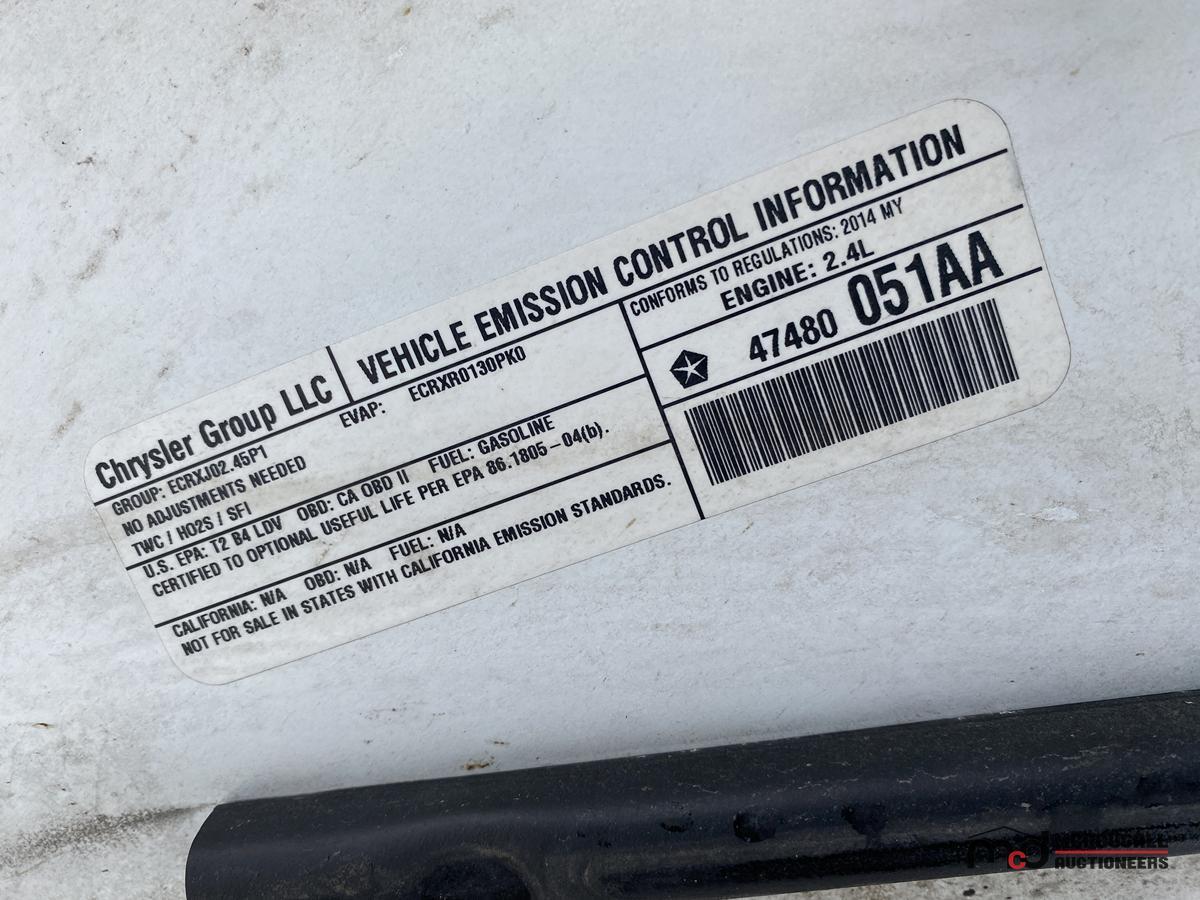 Chrysler Group LLC
VEHICLE EMISSION CONTROL INFORMATION
GROUP: ECRXJ02.45P1
EVAP: ECRXR0130PK0
NO ADJUSTMENTS NEEDED
TWC / HO2S / SFI
U.S. EPA: T2 B4 LDV OBD: CA OBD II FUEL: GASOLINE
CERTIFIED TO OPTIONAL USEFUL LIFE PER EPA 86.1805-04(b).
CALIFORNIA: N/A OBD: N/A FUEL: N/A
NOT FOR SALE IN STATES WITH CALIFORNIA EMISSION STANDARDS.
CONFORMS TO REGULATIONS: 2014 MY
ENGINE: 2.4L
47480 051AA
mcd
AUCTIONEERS